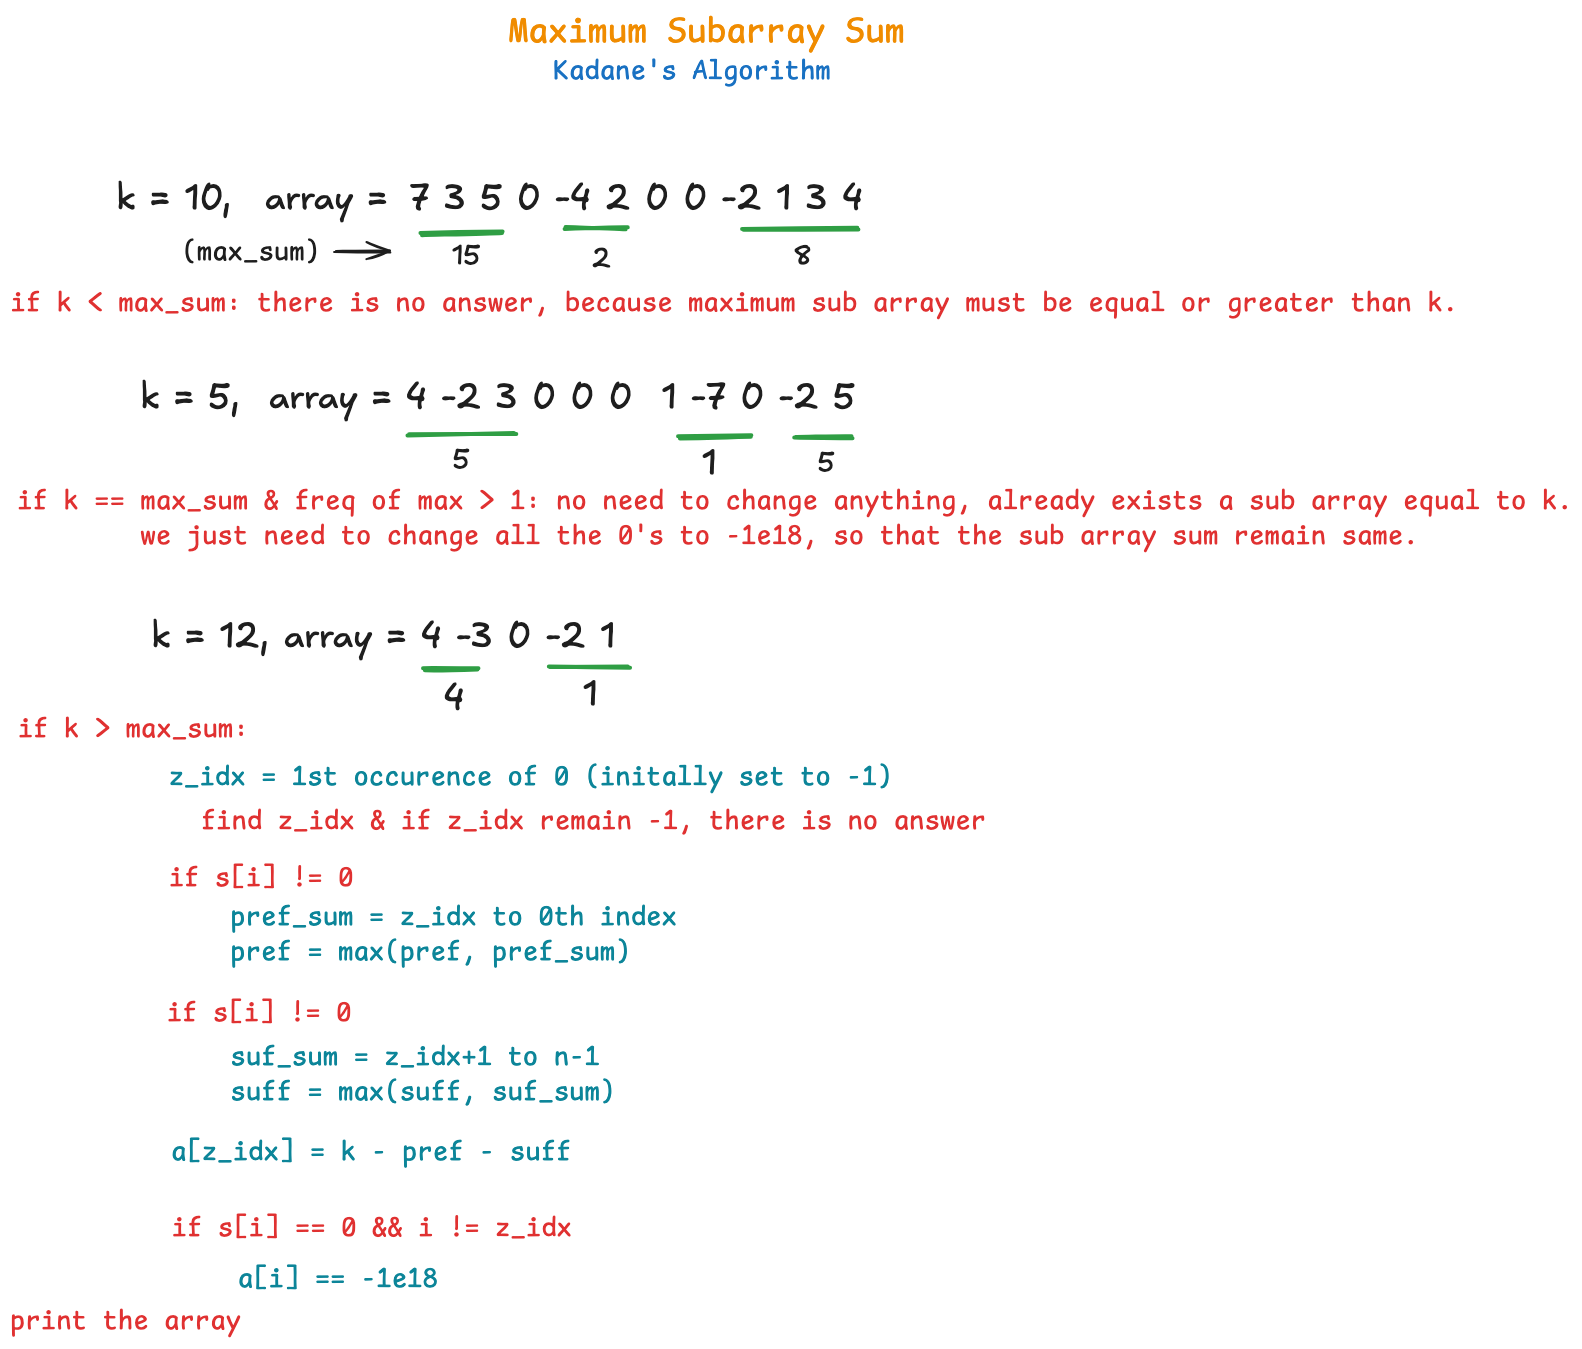 Maximum Subarray Sum
Kadane's Algorithm
k = 10, array = 7 3 5 0 -4 2 0 0 -2 1 3 4
(max_sum) → 15 2 8
if k < max_sum: there is no answer, because maximum sub array must be equal or greater than k.
k = 5, array = 4 -2 3 0 0 0 1 -7 0 -2 5
5 1 5
if k == max_sum & freq of max > 1: no need to change anything, already exists a sub array equal to k.
we just need to change all the 0's to -1e18, so that the sub array sum remain same.
k = 12, array = 4 -3 0 -2 1
4 1
if k > max_sum:
z_idx = 1st occurence of 0 (initally set to -1)
find z_idx & if z_idx remain -1, there is no answer
if s[i] != 0
pref_sum = z_idx to 0th index
pref = max(pref, pref_sum)
if s[i] != 0
suf_sum = z_idx+1 to n-1
suff = max(suff, suf_sum)
a[z_idx] = k - pref - suff
if s[i] == 0 && i != z_idx
a[i] == -1e18
print the array